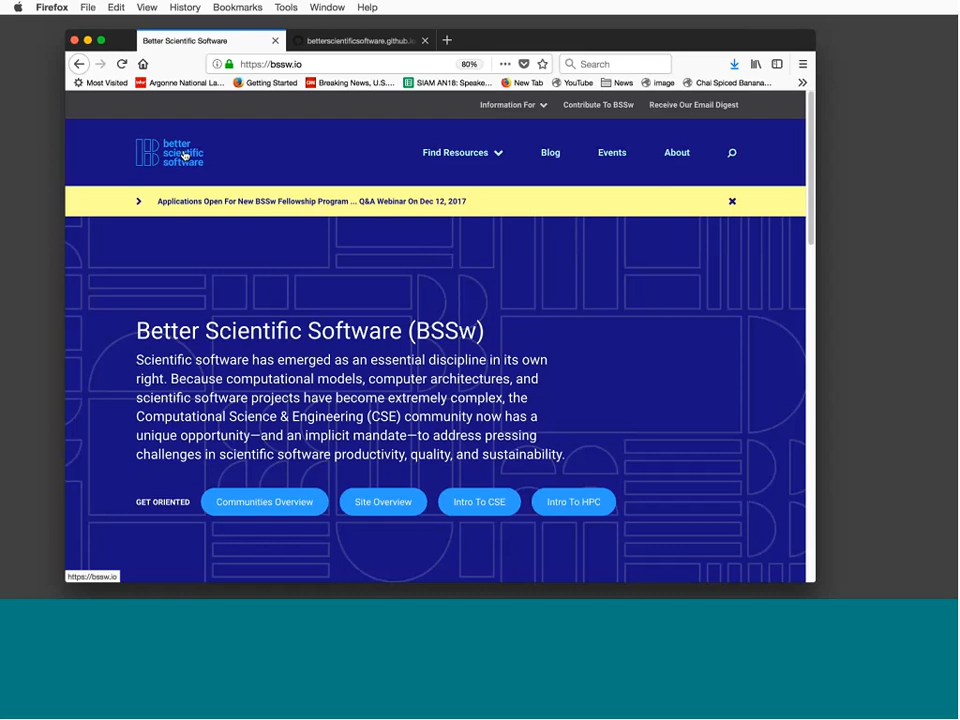 Firefox File Edit View History Bookmarks Tools Window Help
Better Scientific Software betterscientificsoftware.github.i
https://bssw.io 80% Search
Most Visited Argonne National La... Getting Started Breaking News, U.S.... SIAM AN18: Speake... New Tab YouTube News image Chai Spiced Banana...
Information For Contribute To BSSw Receive Our Email Digest
better
scientific
software
Find Resources Blog Events About
Applications Open For New BSSw Fellowship Program ... Q&A Webinar On Dec 12, 2017
Better Scientific Software (BSSw)
Scientific software has emerged as an essential discipline in its own
right. Because computational models, computer architectures, and
scientific software projects have become extremely complex, the
Computational Science & Engineering (CSE) community now has a
unique opportunity—and an implicit mandate—to address pressing
challenges in scientific software productivity, quality, and sustainability.
GET ORIENTED Communities Overview Site Overview Intro To CSE Intro To HPC
https://bssw.io